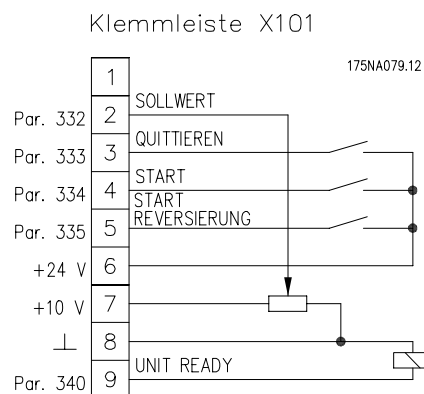 Klemmleiste X101
175NA079.12
1
Par. 332 2 SOLLWERT
Par. 333 3 QUITTIEREN
Par. 334 4 START
START
REVERSIERUNG
Par. 335 5
+24 V 6
+10 V 7
⊥ 8
Par. 340 9 UNIT READY